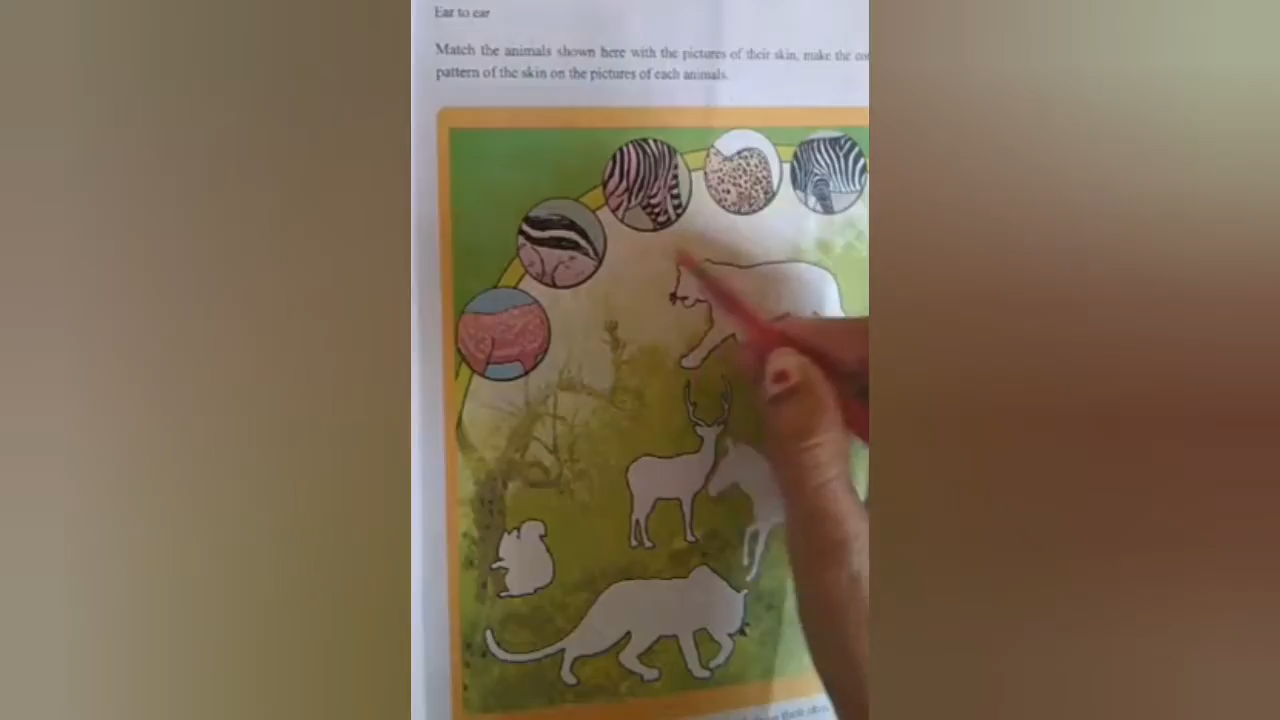 Ear to ear
Match the animals shown here with the pictures of their skin, make the
pattern of the skin on the pictures of each animals.